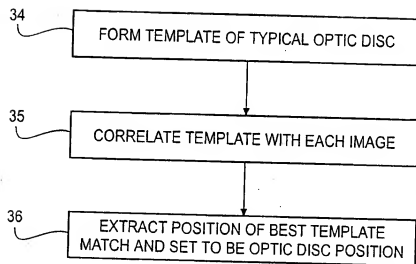 34
FORM TEMPLATE OF TYPICAL OPTIC DISC
35
CORRELATE TEMPLATE WITH EACH IMAGE
36
EXTRACT POSITION OF BEST TEMPLATE
MATCH AND SET TO BE OPTIC DISC POSITION